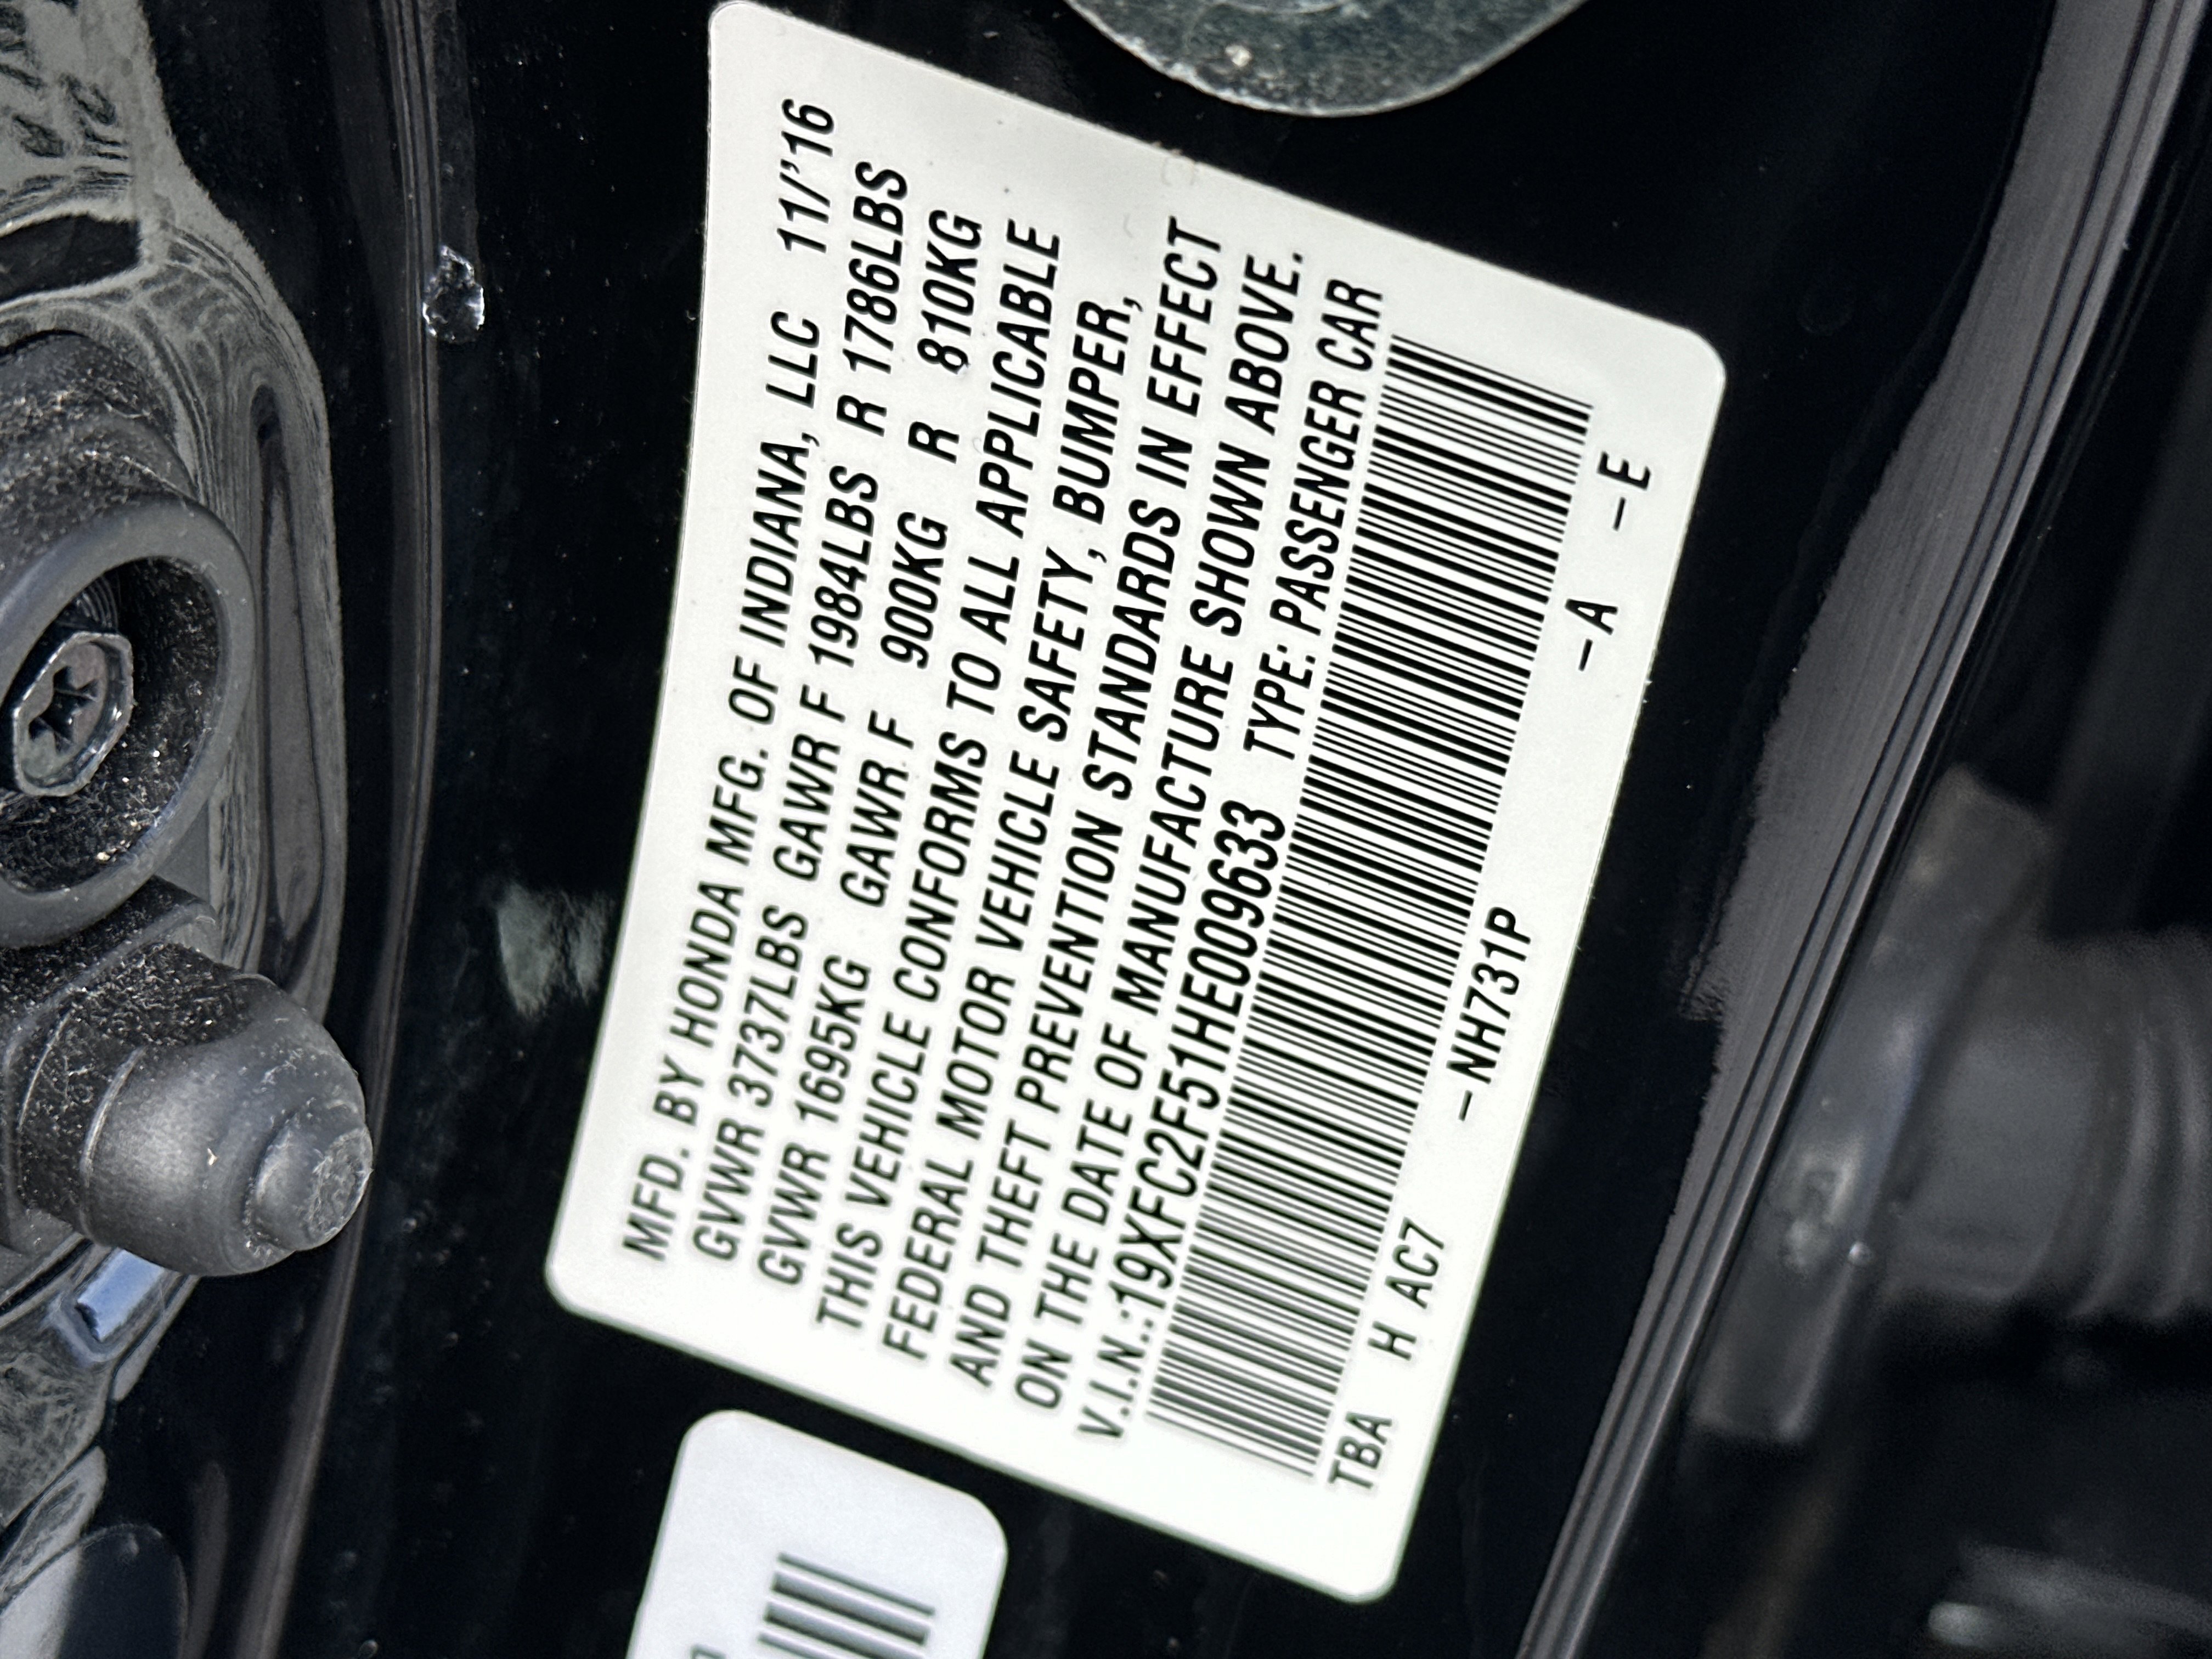 MFD. BY HONDA MFG. OF INDIANA, LLC 11/'16
GVWR 3737LBS GAWR F 1984LBS R 1786LBS
GVWR 1695KG GAWR F 900KG R 810KG
THIS VEHICLE CONFORMS TO ALL APPLICABLE
FEDERAL MOTOR VEHICLE SAFETY, BUMPER,
AND THEFT PREVENTION STANDARDS IN EFFECT
ON THE DATE OF MANUFACTURE SHOWN ABOVE.
V.I.N.:19XFC2F51HE009633 TYPE: PASSENGER CAR
TBA H AC7 –NH731P –A –E